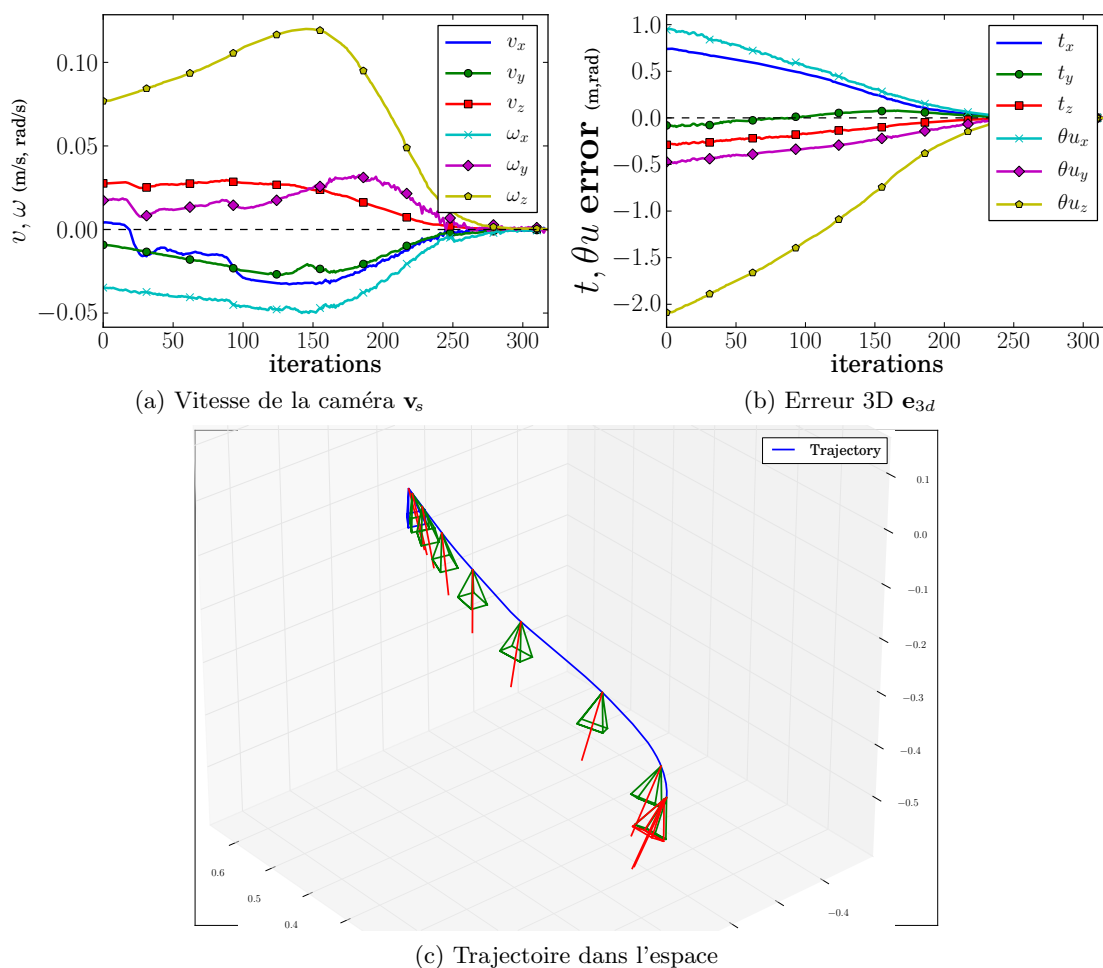 0.10
0.05
0.00
−0.05
v, ω (m/s, rad/s)
v_x
v_y
v_z
ω_x
ω_y
ω_z
0 50 100 150 200 250 300
iterations
(a) Vitesse de la caméra v_s
1.0
0.5
0.0
−0.5
−1.0
−1.5
−2.0
t, θu error (m,rad)
t_x
t_y
t_z
θu_x
θu_y
θu_z
0 50 100 150 200 250 300
iterations
(b) Erreur 3D e_{3d}
Trajectory
0.1
0.0
−0.1
−0.2
−0.3
−0.4
−0.5
0.6
0.5
0.4
−0.4
(c) Trajectoire dans l'espace